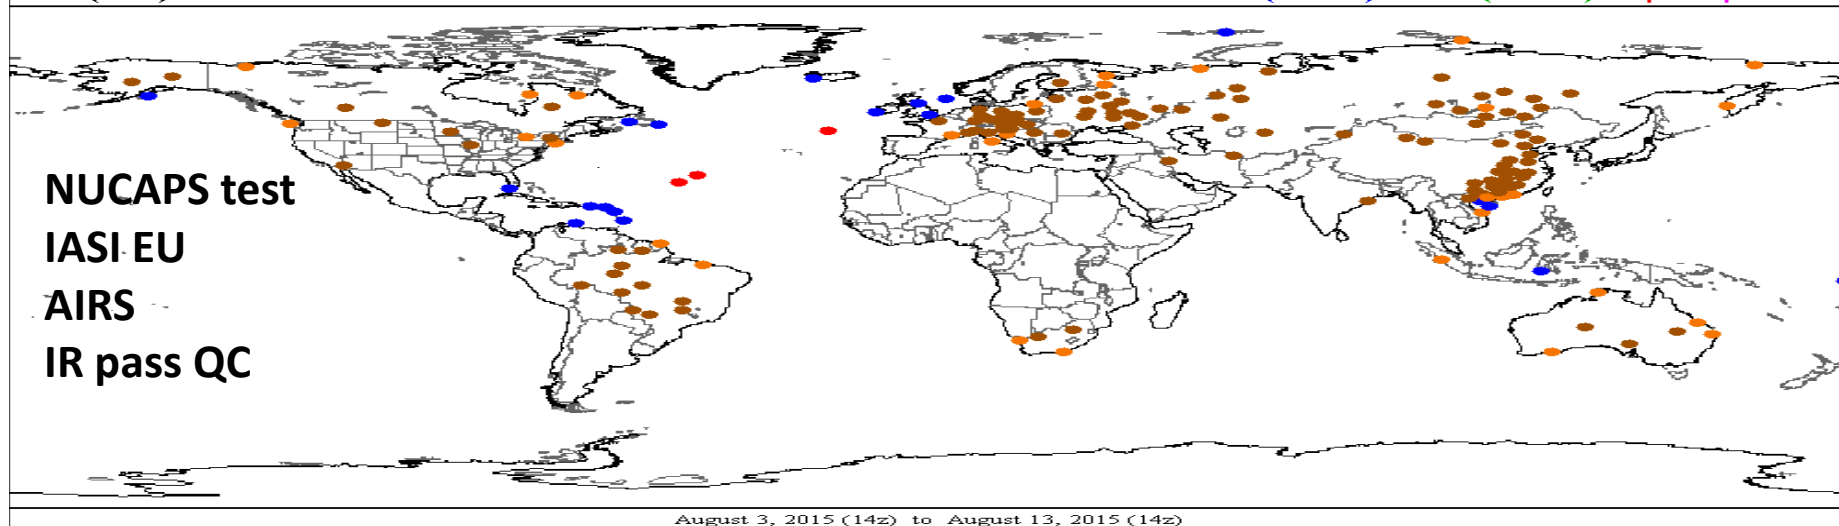 NUCAPS test
IASI EU
AIRS
IR pass QC
August 3, 2015 (14z) to August 13, 2015 (14z)